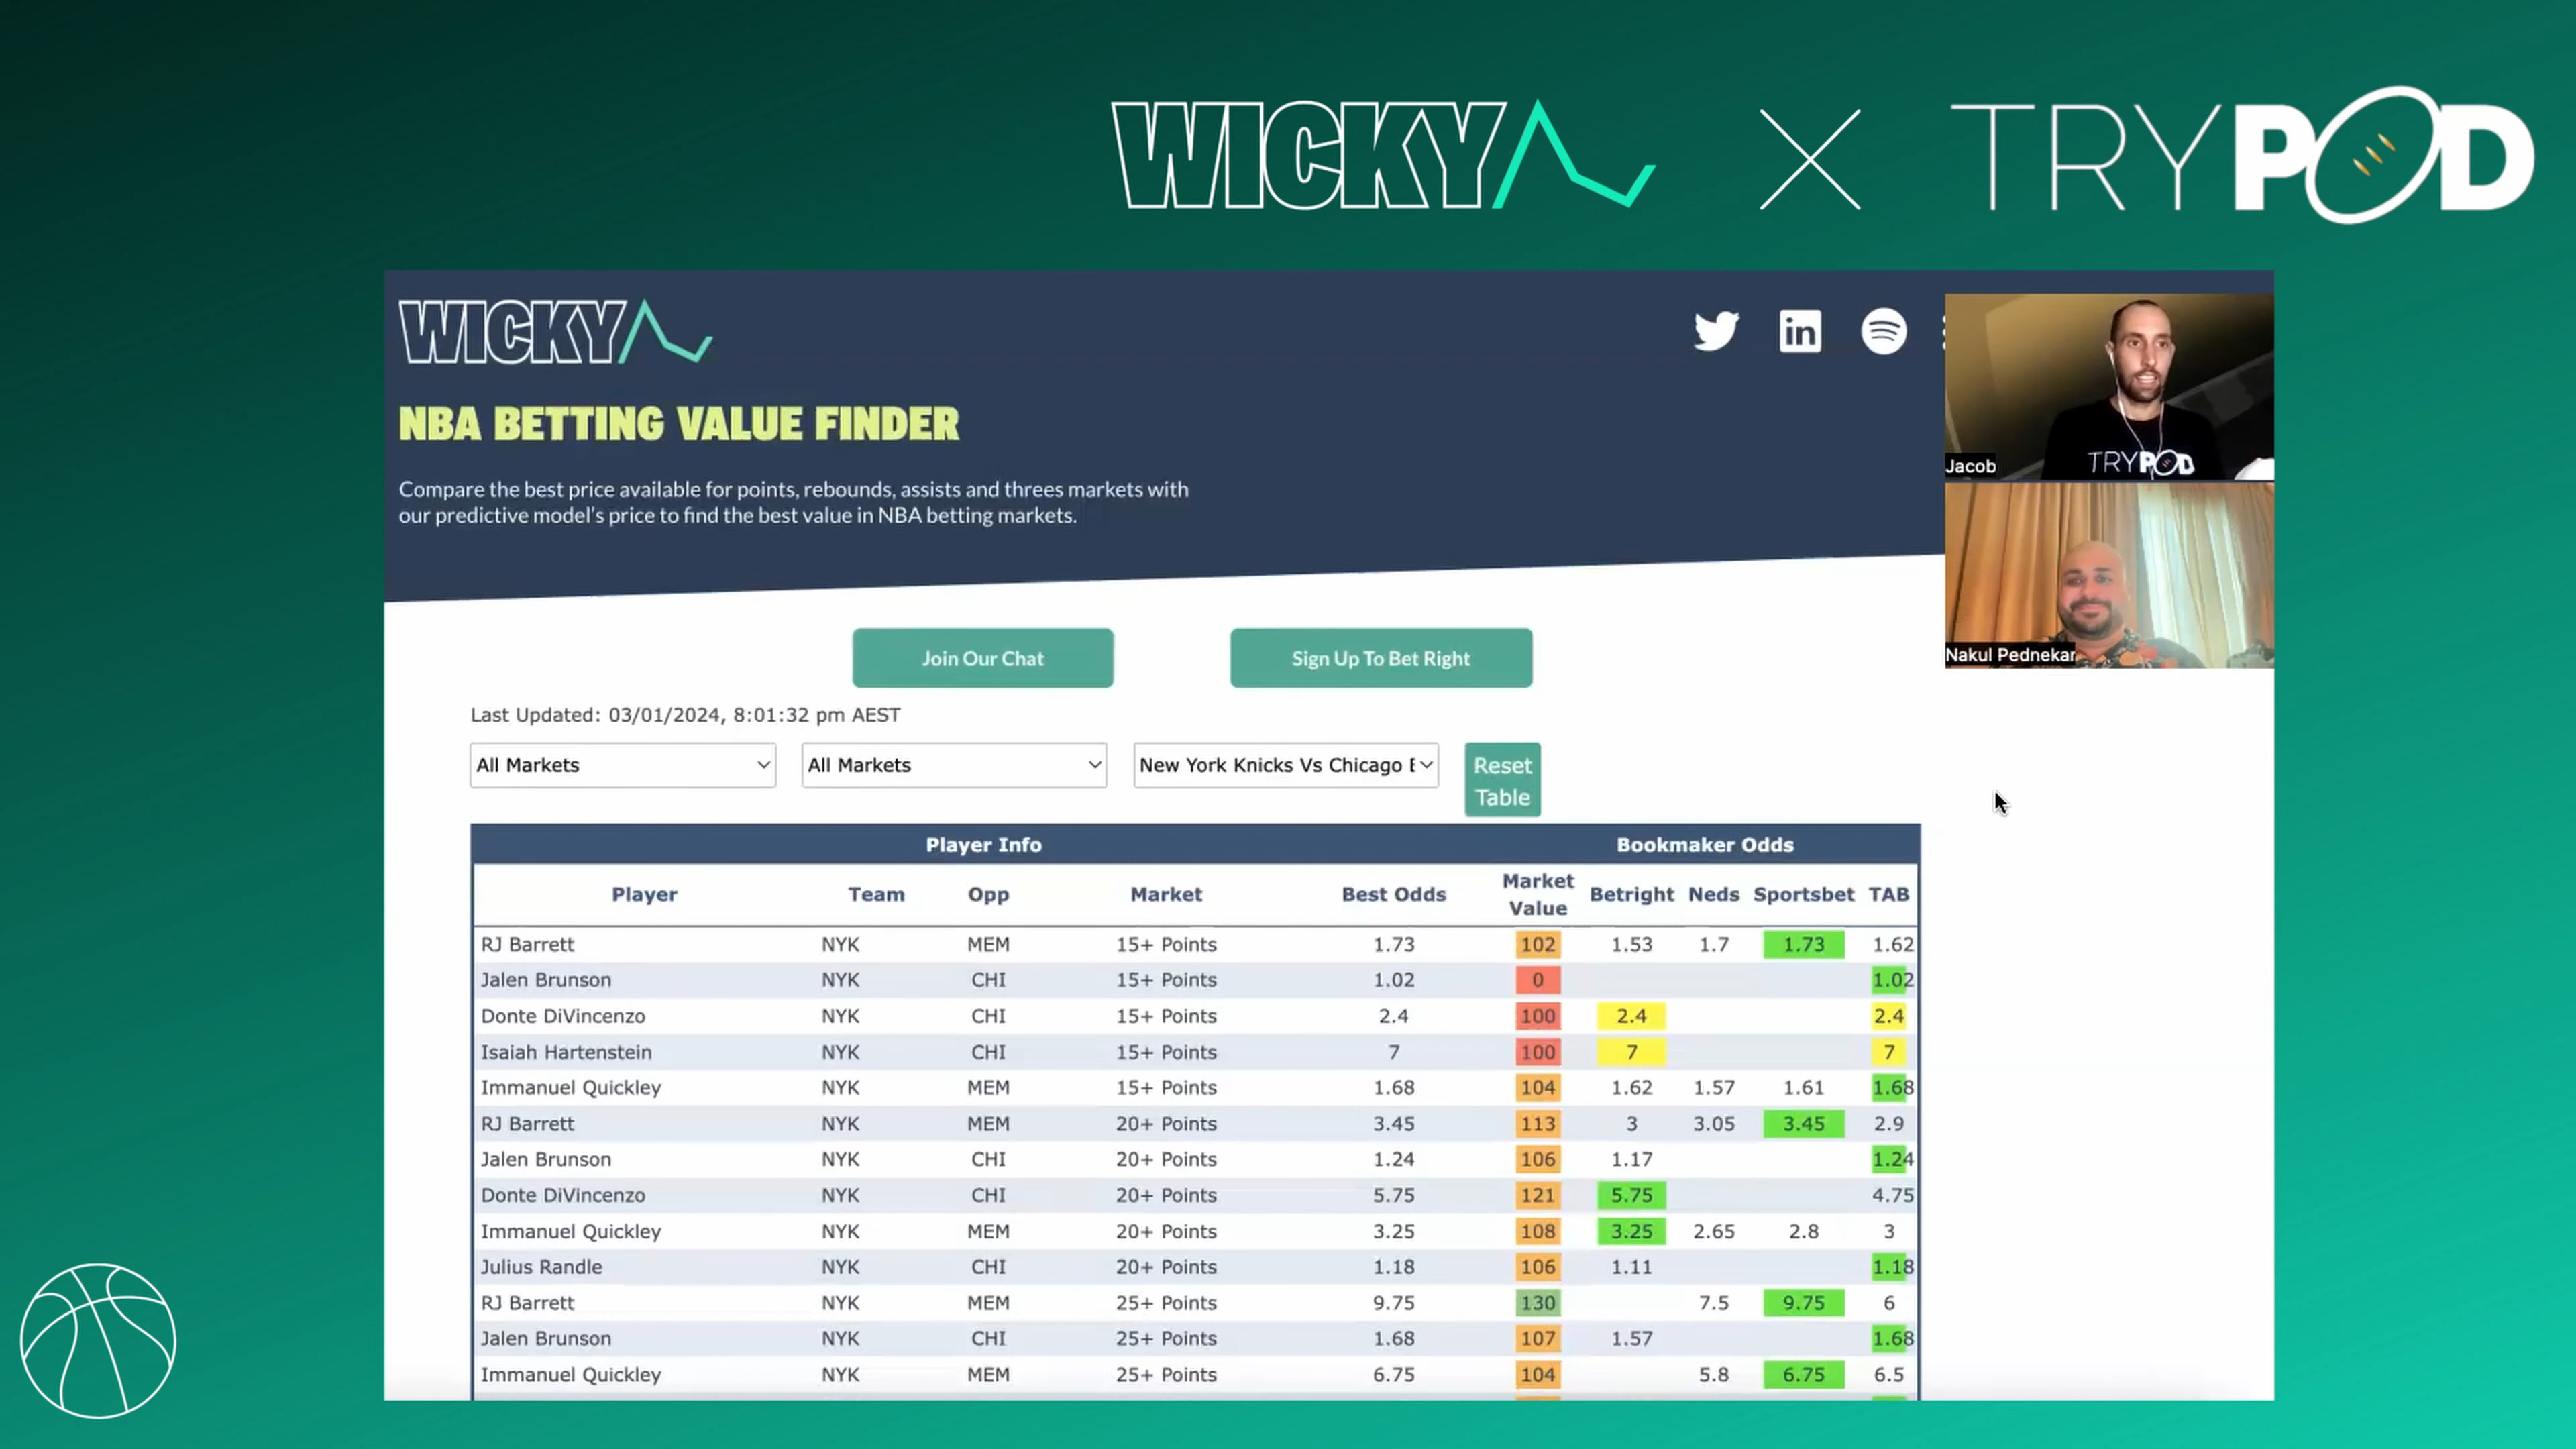 WICKY X TRYPOD
WICKY
NBA BETTING VALUE FINDER
Compare the best price available for points, rebounds, assists and threes markets with
our predictive model's price to find the best value in NBA betting markets.
Jacob
TRYPOD
Nakul Pednekar
Join Our Chat Sign Up To Bet Right
Last Updated: 03/01/2024, 8:01:32 pm AEST
All Markets All Markets New York Knicks Vs Chicago B Reset
Table
Player Info Bookmaker Odds
Player Team Opp Market Best Odds Market Value Betright Neds Sportsbet TAB
RJ Barrett NYK MEM 15+ Points 1.73 102 1.53 1.7 1.73 1.62
Jalen Brunson NYK CHI 15+ Points 1.02 0 1.02
Donte DiVincenzo NYK CHI 15+ Points 2.4 100 2.4 2.4
Isaiah Hartenstein NYK CHI 15+ Points 7 100 7 7
Immanuel Quickley NYK MEM 15+ Points 1.68 104 1.62 1.57 1.61 1.68
RJ Barrett NYK MEM 20+ Points 3.45 113 3 3.05 3.45 2.9
Jalen Brunson NYK CHI 20+ Points 1.24 106 1.17 1.24
Donte DiVincenzo NYK CHI 20+ Points 5.75 121 5.75 4.75
Immanuel Quickley NYK MEM 20+ Points 3.25 108 3.25 2.65 2.8 3
Julius Randle NYK CHI 20+ Points 1.18 106 1.11 1.18
RJ Barrett NYK MEM 25+ Points 9.75 130 7.5 9.75 6
Jalen Brunson NYK CHI 25+ Points 1.68 107 1.57 1.68
Immanuel Quickley NYK MEM 25+ Points 6.75 104 5.8 6.75 6.5